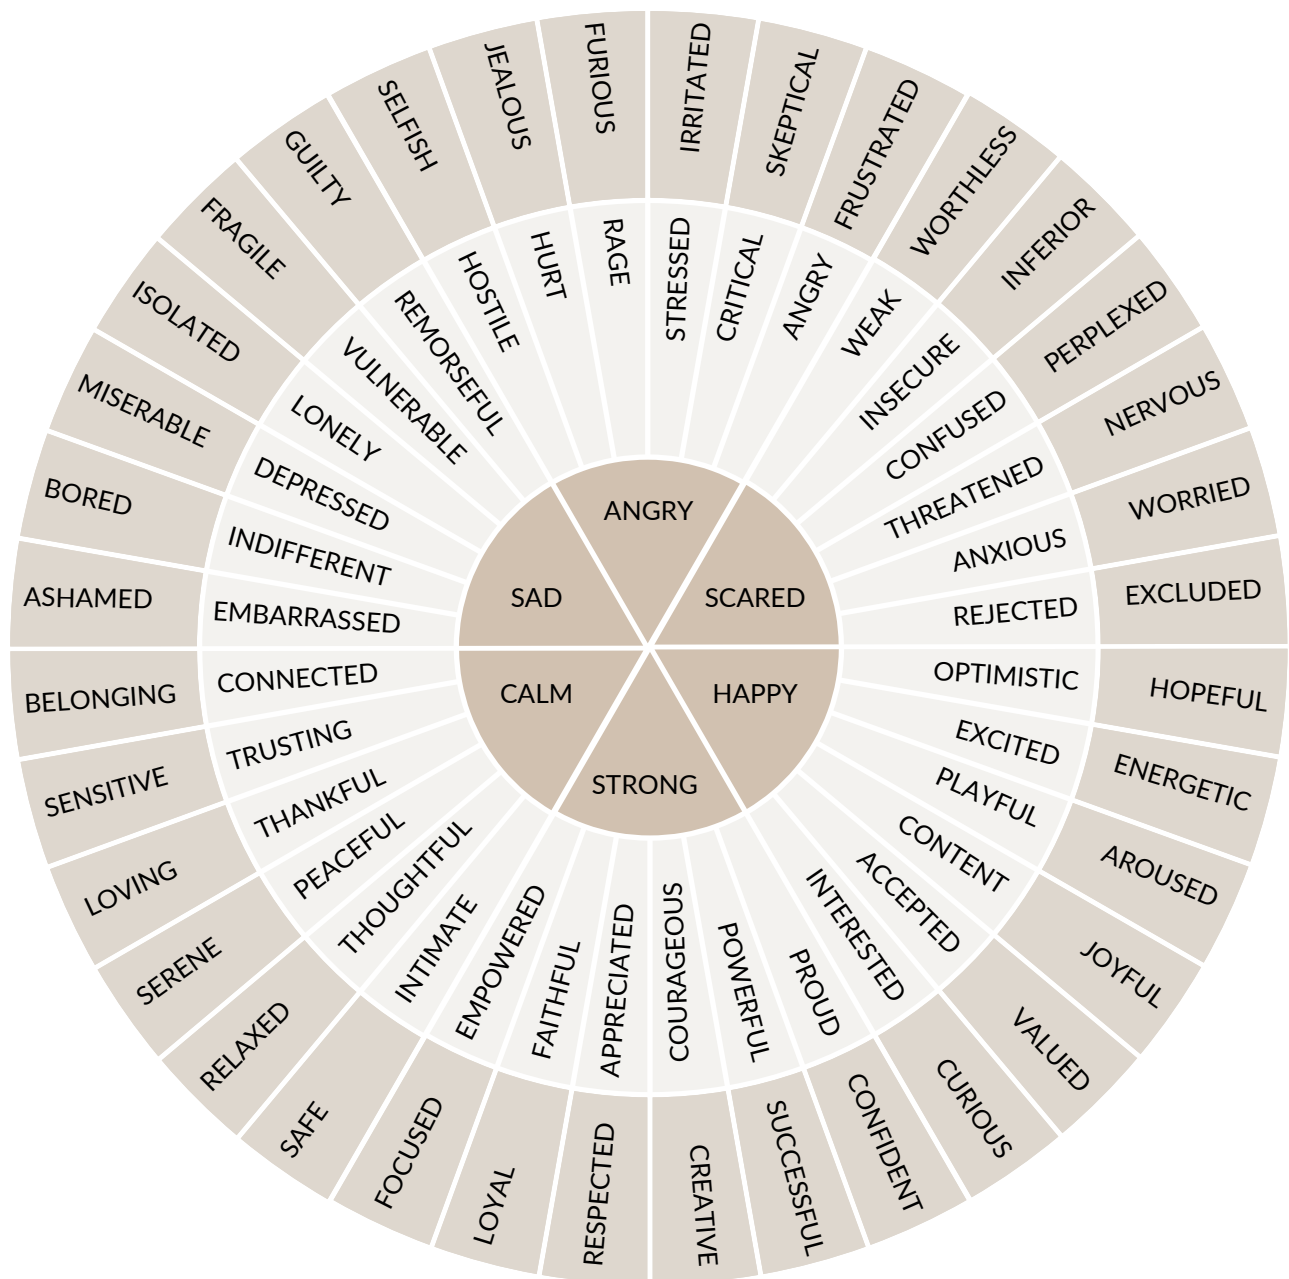 ANGRY
SCARED
HAPPY
STRONG
CALM
SAD
STRESSED
CRITICAL
ANGRY
WEAK
INSECURE
CONFUSED
THREATENED
ANXIOUS
REJECTED
OPTIMISTIC
EXCITED
PLAYFUL
CONTENT
ACCEPTED
INTERESTED
PROUD
POWERFUL
COURAGEOUS
APPRECIATED
FAITHFUL
EMPOWERED
INTIMATE
THOUGHTFUL
PEACEFUL
THANKFUL
TRUSTING
CONNECTED
EMBARRASSED
INDIFFERENT
DEPRESSED
LONELY
VULNERABLE
REMORSEFUL
HOSTILE
HURT
RAGE
IRRITATED
SKEPTICAL
FRUSTRATED
WORTHLESS
INFERIOR
PERPLEXED
NERVOUS
WORRIED
EXCLUDED
HOPEFUL
ENERGETIC
AROUSED
JOYFUL
VALUED
CURIOUS
CONFIDENT
SUCCESSFUL
CREATIVE
RESPECTED
LOYAL
FOCUSED
SAFE
RELAXED
SERENE
LOVING
SENSITIVE
BELONGING
ASHAMED
BORED
MISERABLE
ISOLATED
FRAGILE
GUILTY
SELFISH
JEALOUS
FURIOUS